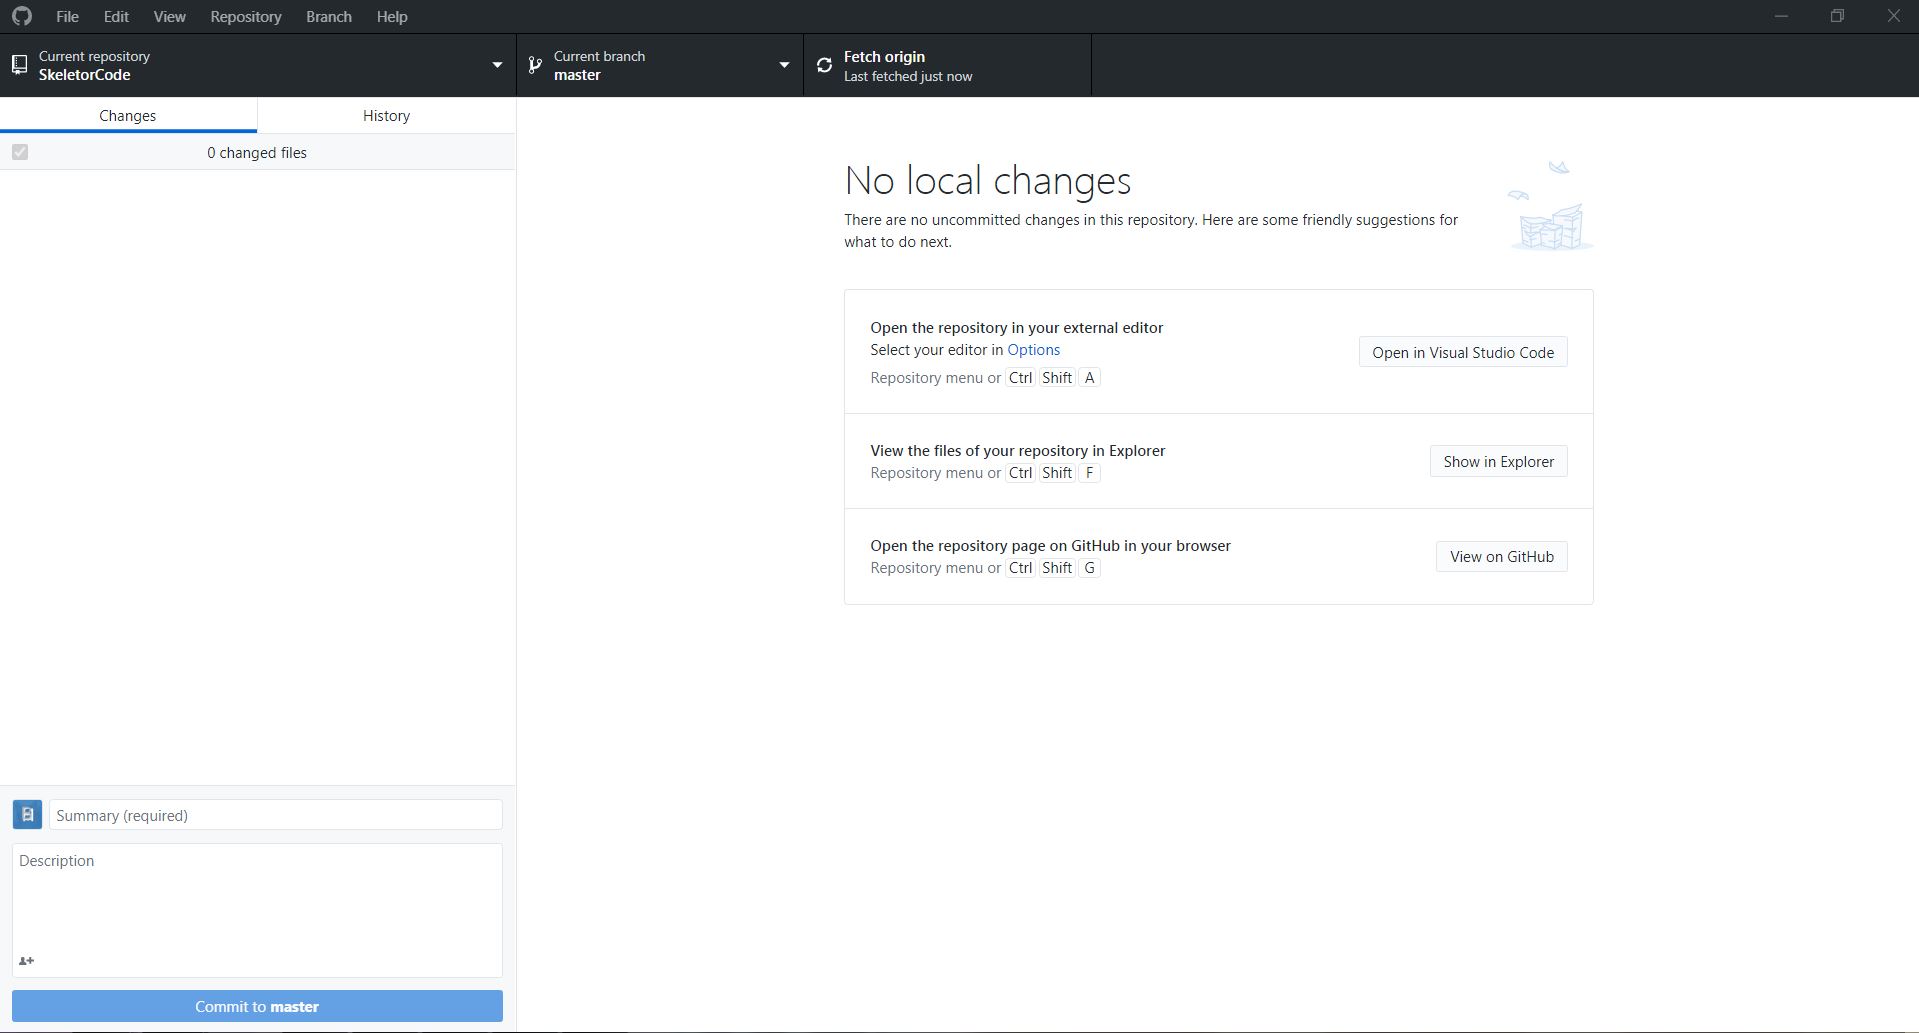 File Edit View Repository Branch Help
Current repository
SkeletorCode
Current branch
master
Fetch origin
Last fetched just now
Changes
History
0 changed files
No local changes
There are no uncommitted changes in this repository. Here are some friendly suggestions for
what to do next.
Open the repository in your external editor
Select your editor in Options
Repository menu or Ctrl Shift A
Open in Visual Studio Code
View the files of your repository in Explorer
Repository menu or Ctrl Shift F
Show in Explorer
Open the repository page on GitHub in your browser
Repository menu or Ctrl Shift G
View on GitHub
Summary (required)
Description
Commit to master